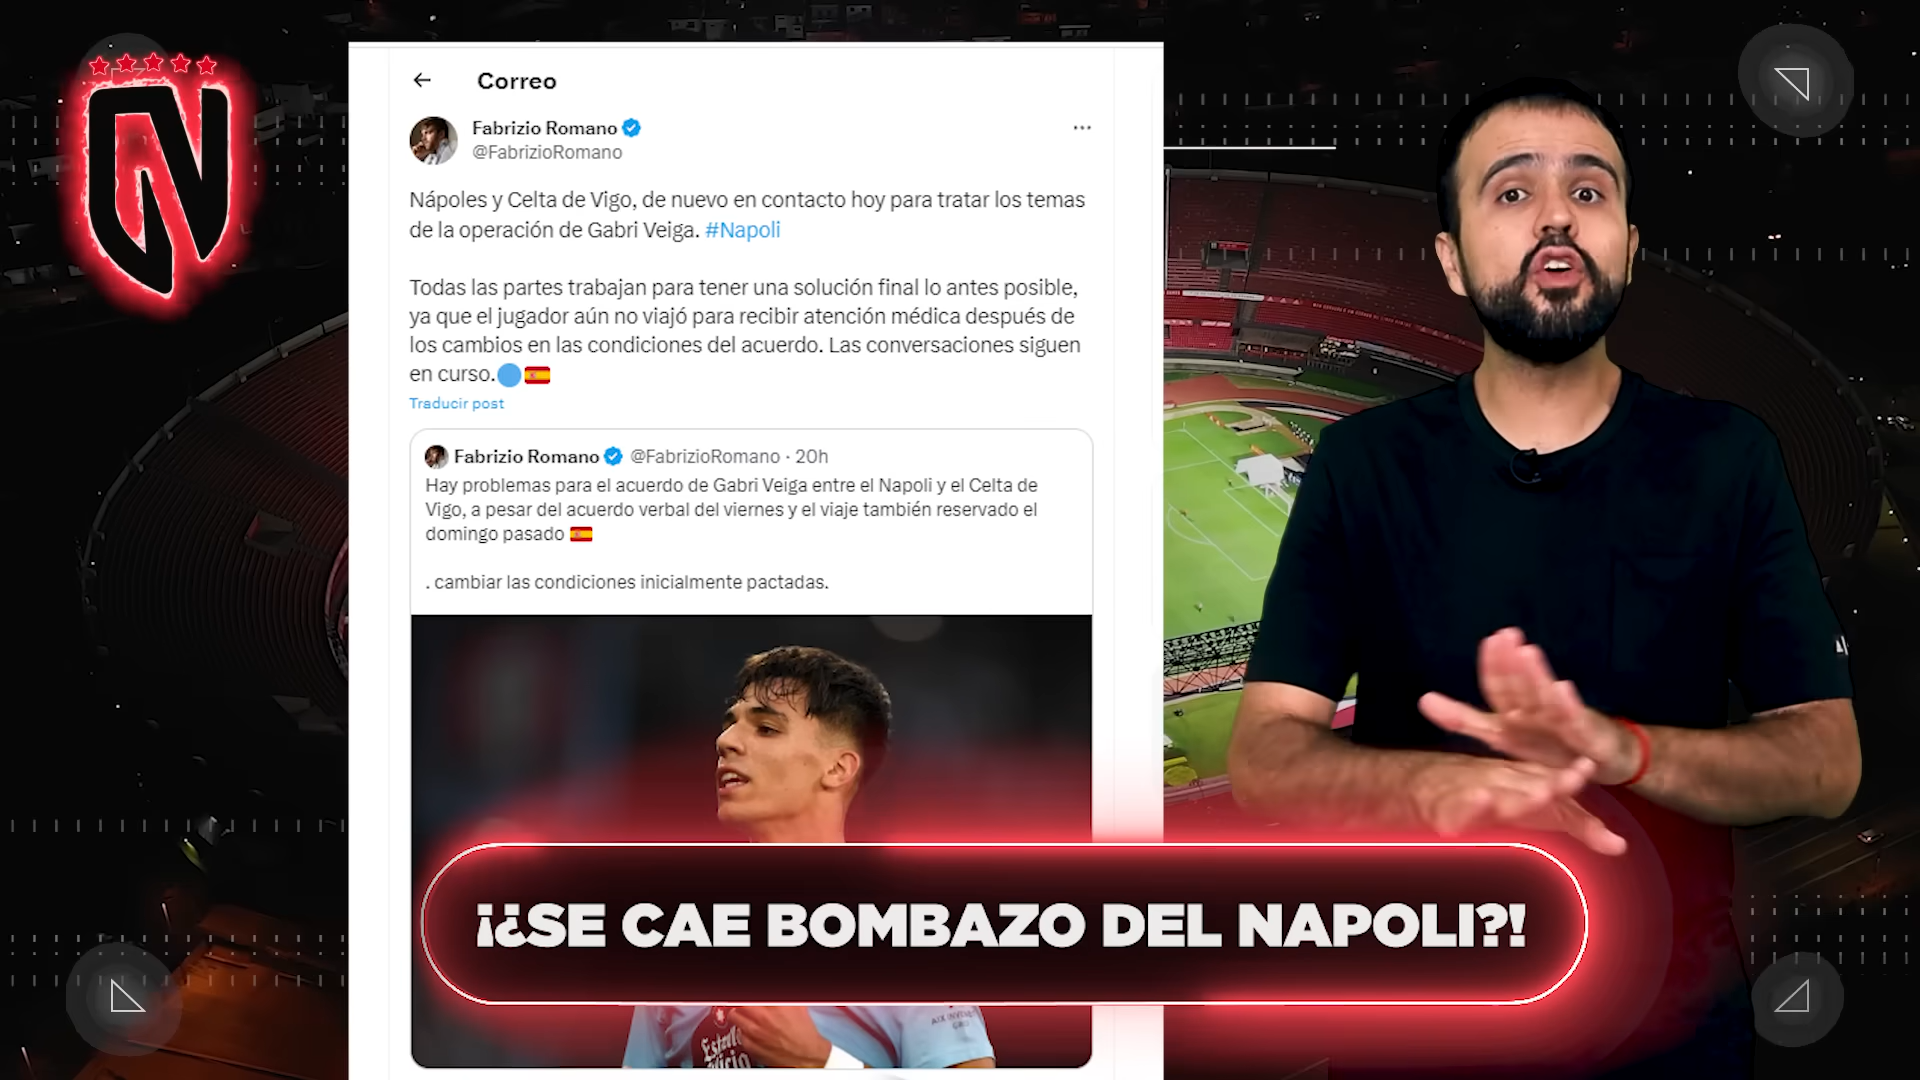 Correo
Fabrizio Romano
@FabrizioRomano
Nápoles y Celta de Vigo, de nuevo en contacto hoy para tratar los temas
de la operación de Gabri Veiga. #Napoli
Todas las partes trabajan para tener una solución final lo antes posible,
ya que el jugador aún no viajó para recibir atención médica después de
los cambios en las condiciones del acuerdo. Las conversaciones siguen
en curso.
Traducir post
Fabrizio Romano @FabrizioRomano · 20h
Hay problemas para el acuerdo de Gabri Veiga entre el Napoli y el Celta de
Vigo, a pesar del acuerdo verbal del viernes y el viaje también reservado el
domingo pasado
. cambiar las condiciones inicialmente pactadas.
¡¿¿SE CAE BOMBAZO DEL NAPOLI?!